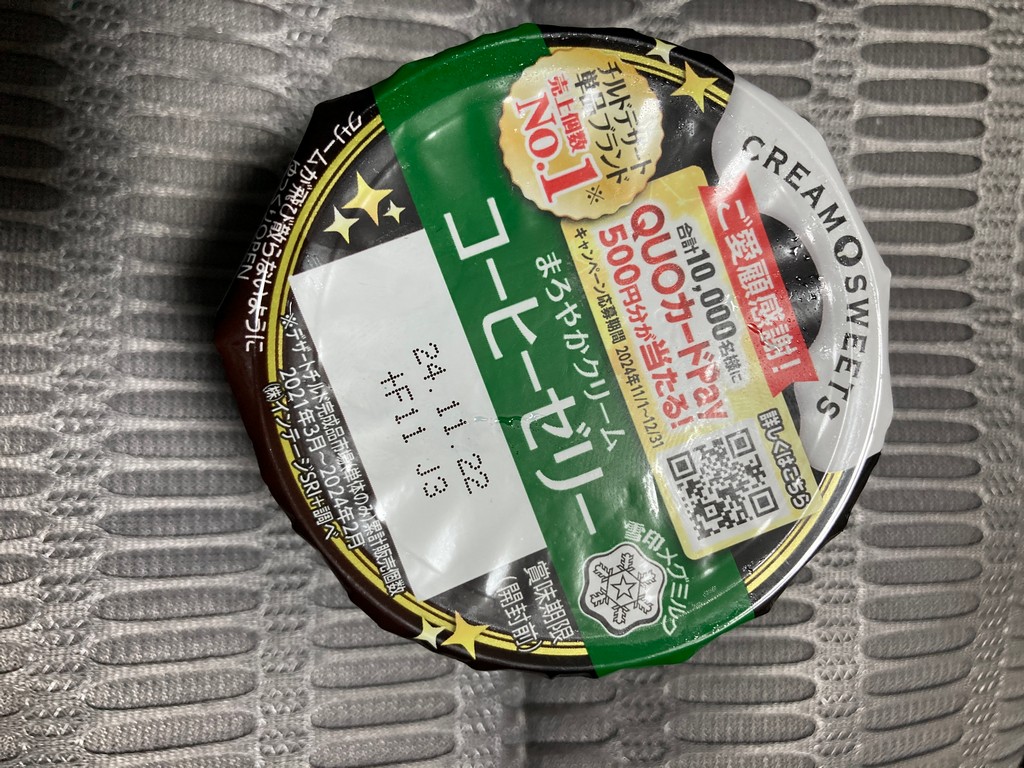 CREAMOSWEETS
ご愛顧感謝!
合計10,000名様に
QUOカードPay
500円分が当たる!
キャンペーン応募期間 2024年11/1~12/31
詳しくはこちら
チルドデザート
単品ブランド
売上個数※
No.1
まろやかクリーム
コーヒーゼリー
雪印メグミルク
24.11.22
+F11 J3
賞味期限
(開封前)
※デザートチルド完成品市場単体のみ累計販売個数
2021年3月~2024年2月
(株)インテージSRI+調べ
クリームが飛び散らないように
ゆっくりOPEN